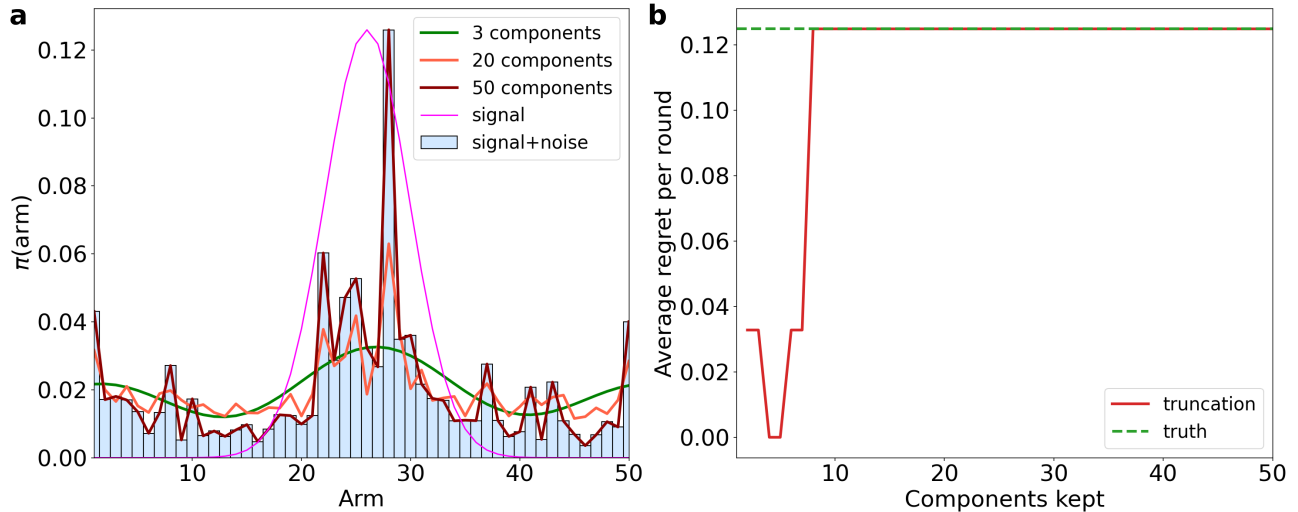 a
π(arm)
0.12
0.10
0.08
0.06
0.04
0.02
0.00
10
20
30
40
50
Arm
3 components
20 components
50 components
signal
signal+noise
b
Average regret per round
0.12
0.10
0.08
0.06
0.04
0.02
0.00
10
20
30
40
50
Components kept
truncation
truth